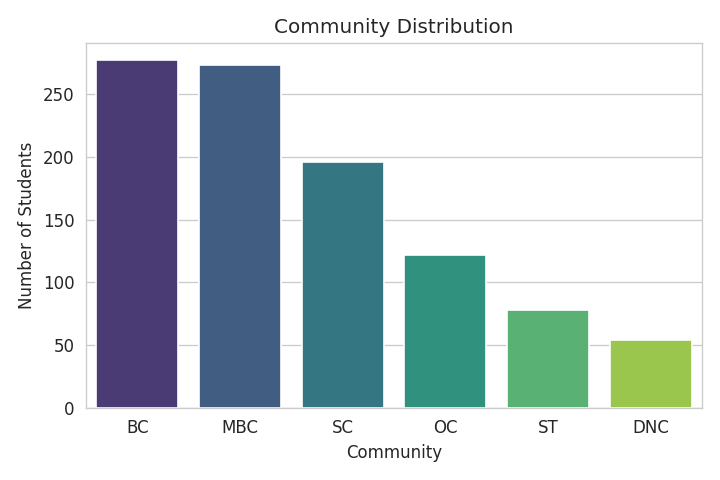 Community Distribution
Number of Students
250
200
150
100
50
0
BC MBC SC OC ST DNC
Community